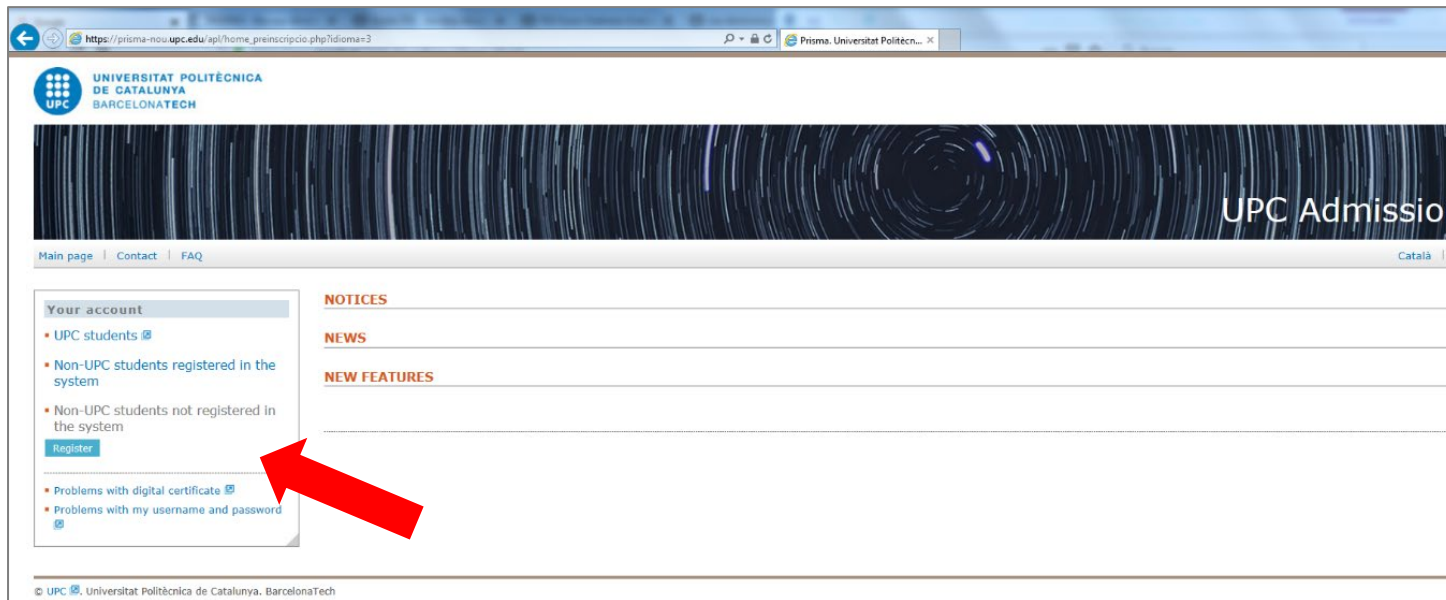 https://prisma-nou.upc.edu/apl/home_preinscripcio.php?idioma=3
Prisma. Universitat Politècn...
UNIVERSITAT POLITÈCNICA
DE CATALUNYA
BARCELONATECH
UPC
UPC Admissio
Main page | Contact | FAQ
Català
Your account
UPC students
Non-UPC students registered in the
system
Non-UPC students not registered in
the system
Register
Problems with digital certificate
Problems with my username and password
NOTICES
NEWS
NEW FEATURES
© UPC. Universitat Politècnica de Catalunya. BarcelonaTech